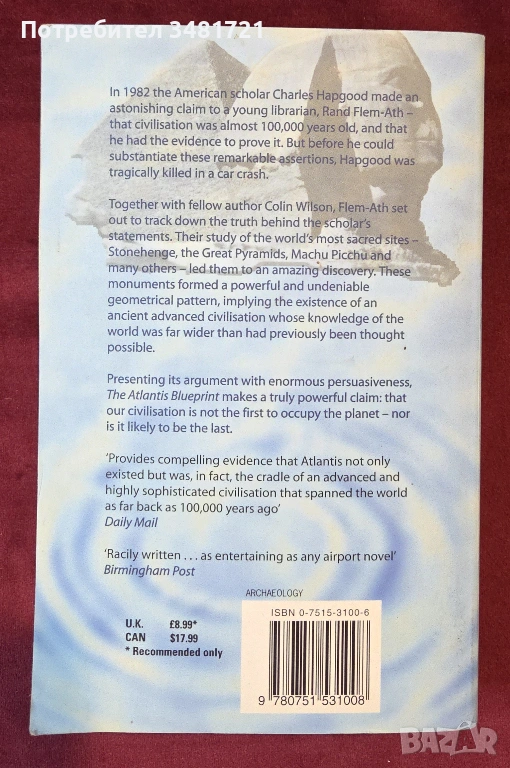 Потребител 3481721
In 1982 the American scholar Charles Hapgood made an
astonishing claim to a young librarian, Rand Flem-Ath –
that civilisation was almost 100,000 years old, and that
he had the evidence to prove it. But before he could
substantiate these remarkable assertions, Hapgood was
tragically killed in a car crash.
Together with fellow author Colin Wilson, Flem-Ath set
out to track down the truth behind the scholar's
statements. Their study of the world's most sacred sites –
Stonehenge, the Great Pyramids, Machu Picchu and
many others – led them to an amazing discovery. These
monuments formed a powerful and undeniable
geometrical pattern, implying the existence of an
ancient advanced civilisation whose knowledge of the
world was far wider than had previously been thought
possible.
Presenting its argument with enormous persuasiveness,
The Atlantis Blueprint makes a truly powerful claim: that
our civilisation is not the first to occupy the planet – nor
is it likely to be the last.
'Provides compelling evidence that Atlantis not only
existed but was, in fact, the cradle of an advanced and
highly sophisticated civilisation that spanned the world
as far back as 100,000 years ago'
Daily Mail
'Racily written . . . as entertaining as any airport novel'
Birmingham Post
ARCHAEOLOGY
ISBN 0-7515-3100-6
U.K. £8.99*
CAN $17.99
* Recommended only
9 780751 531008
BAZAR